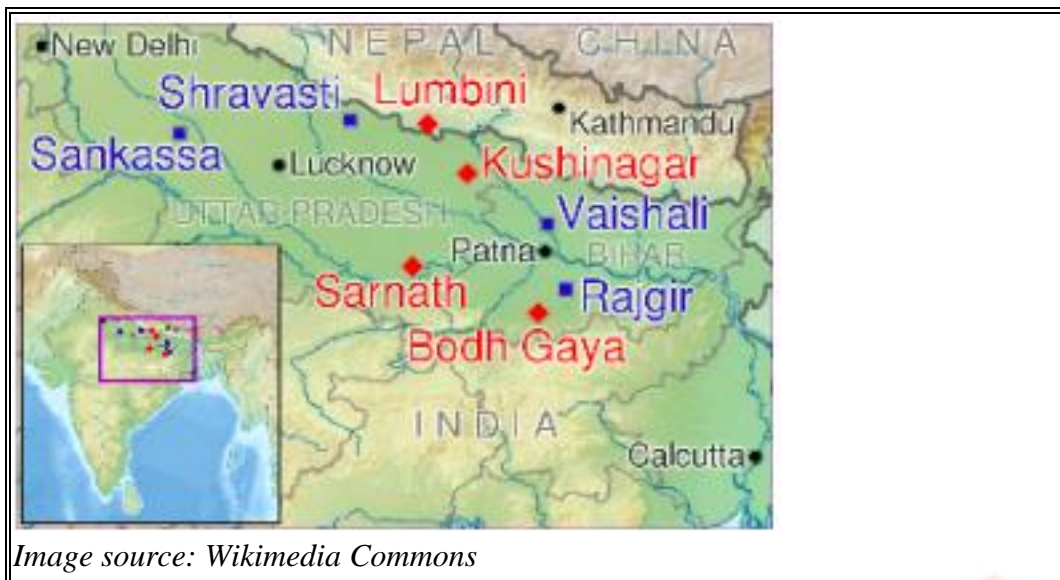 New Delhi
NEPAL
CHINA
Shravasti
Lumbini
Kathmandu
Sankassa
Lucknow
Kushinagar
UTTAR PRADESH
Vaishali
Patna
BIHAR
Sarnath
Rajgir
Bodh Gaya
INDIA
Calcutta
Image source: Wikimedia Commons